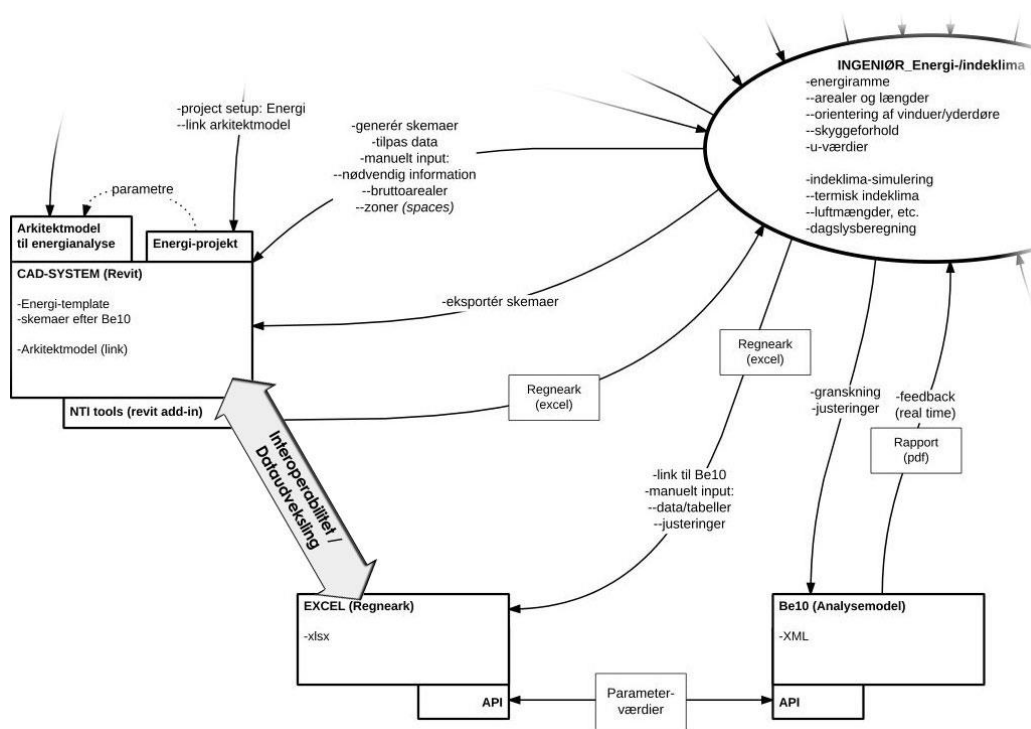 INGENIØR_Energi-/indeklima
-energiramme
--arealer og længder
--orientering af vinduer/yderdøre
--skyggeforhold
-u-værdier
-indeklima-simulering
--termisk indeklima
--luftmængder, etc.
-dagslysberegning
-project setup: Energi
--link arkitektmodel
-generér skemaer
-tilpas data
-manuelt input:
--nødvendig information
--bruttoarealer
--zoner (spaces)
parametre
Arkitektmodel
til energianalyse
Energi-projekt
CAD-SYSTEM (Revit)
-Energi-template
-skemaer efter Be10
-Arkitektmodel (link)
NTI tools (revit add-in)
-eksportér skemaer
Regneark
(excel)
Regneark
(excel)
-granskning
-justeringer
-feedback
(real time)
Rapport
(pdf)
Interoperabilitet /
Dataudveksling
-link til Be10
-manuelt input:
--data/tabeller
--justeringer
EXCEL (Regneark)
-xlsx
API
Parameter-
værdier
Be10 (Analysemodel)
-XML
API